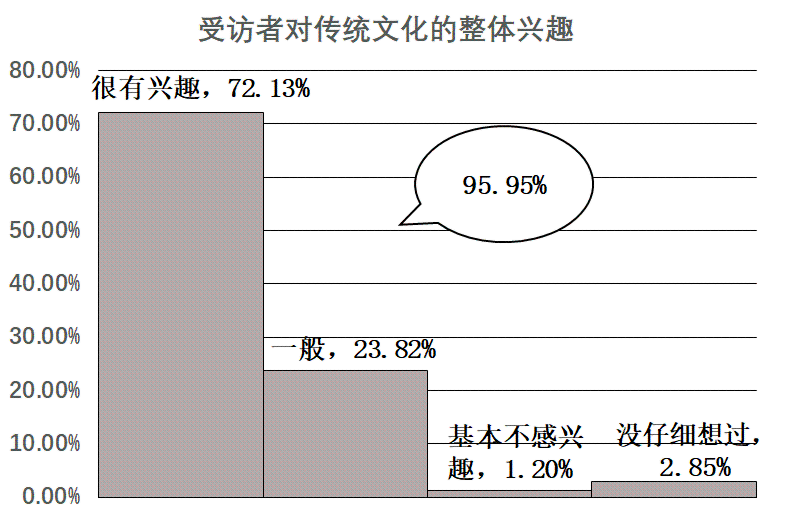 受访者对传统文化的整体兴趣
80.00%
70.00%
60.00%
50.00%
40.00%
30.00%
20.00%
10.00%
0.00%
很有兴趣，72.13%
95.95%
一般，23.82%
基本不感兴
趣，1.20%
没仔细想过，
2.85%